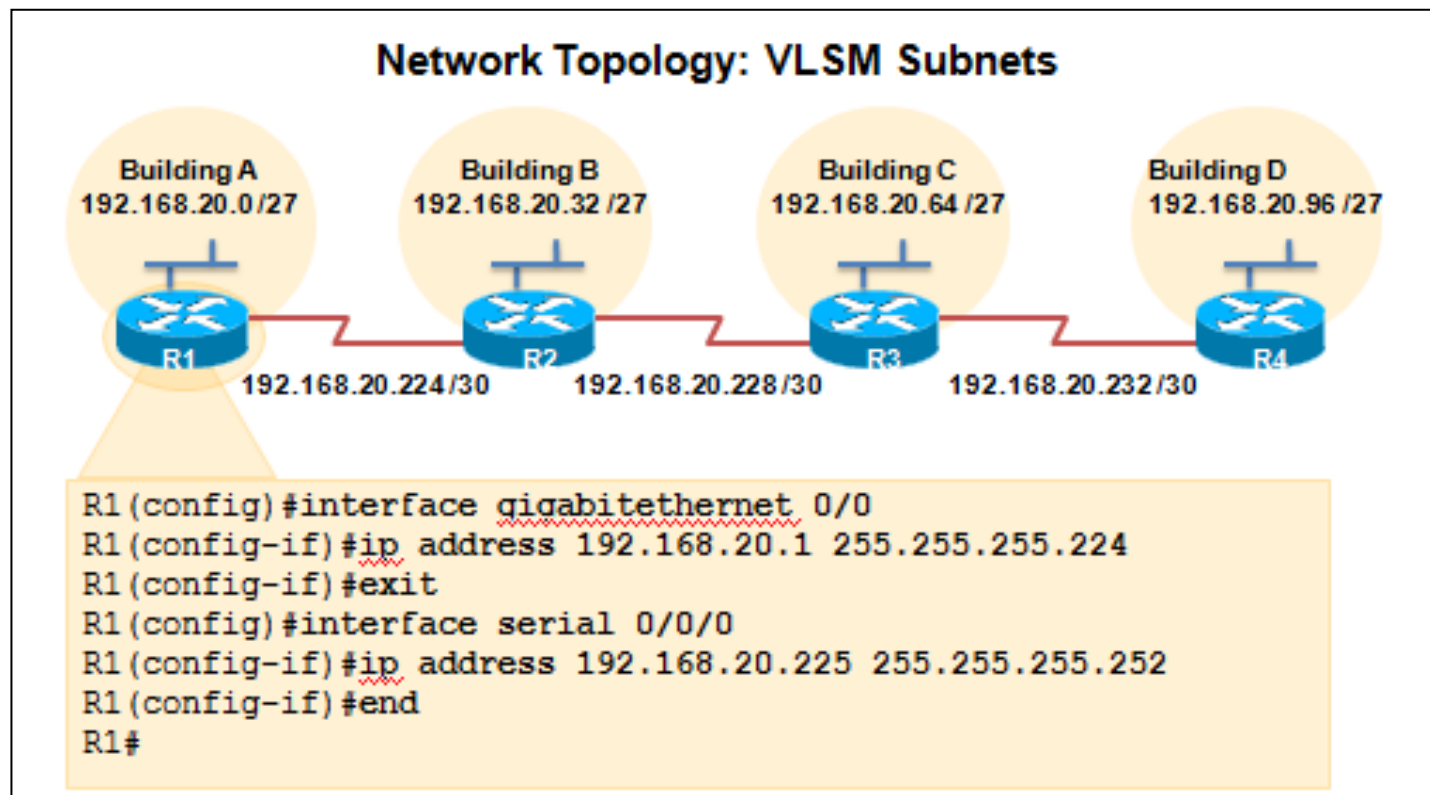 Network Topology: VLSM Subnets
Building A
192.168.20.0/27
Building B
192.168.20.32 /27
Building C
192.168.20.64 /27
Building D
192.168.20.96 /27
R1
R2
R3
R4
192.168.20.224 /30
192.168.20.228 /30
192.168.20.232 /30
R1(config)#interface gigabitethernet 0/0
R1(config-if)#ip address 192.168.20.1 255.255.255.224
R1(config-if)#exit
R1(config)#interface serial 0/0/0
R1(config-if)#ip address 192.168.20.225 255.255.255.252
R1(config-if)#end
R1#